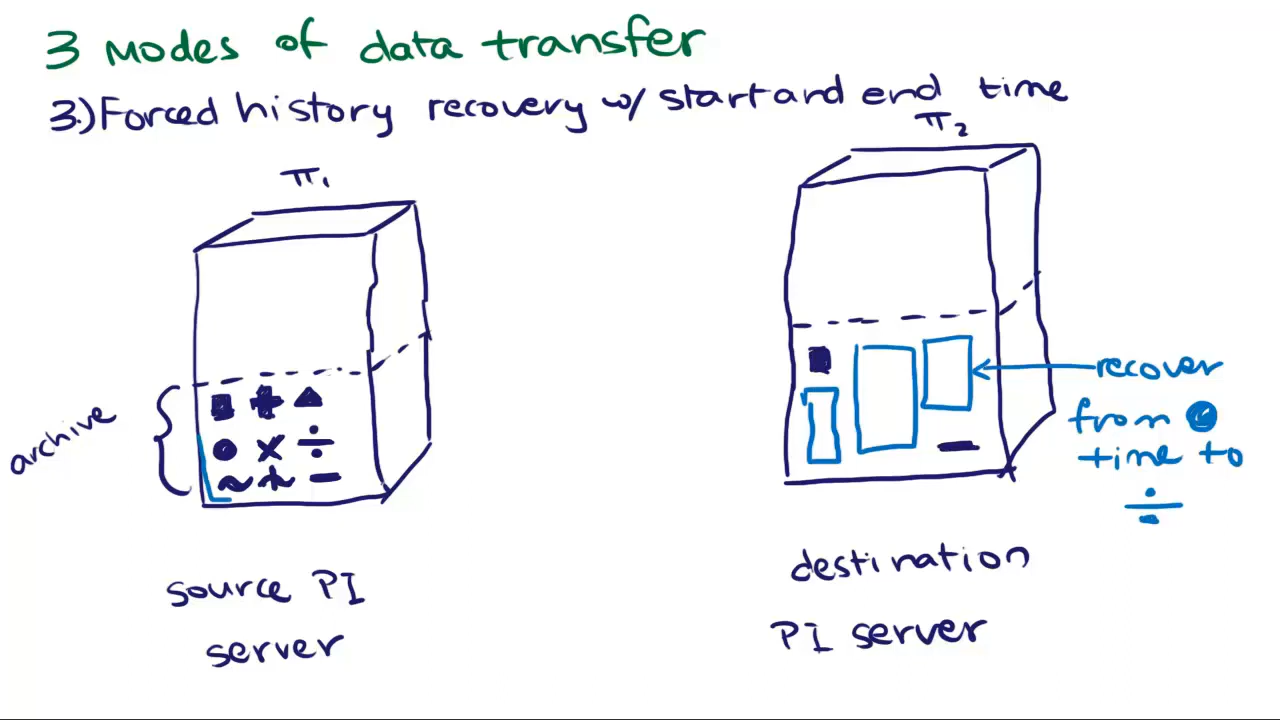 3 modes of data transfer
3.) Forced history recovery w/ start and end time
π₁
π₂
archive
recover
from ●
time to
÷
source PI
server
destination
PI server